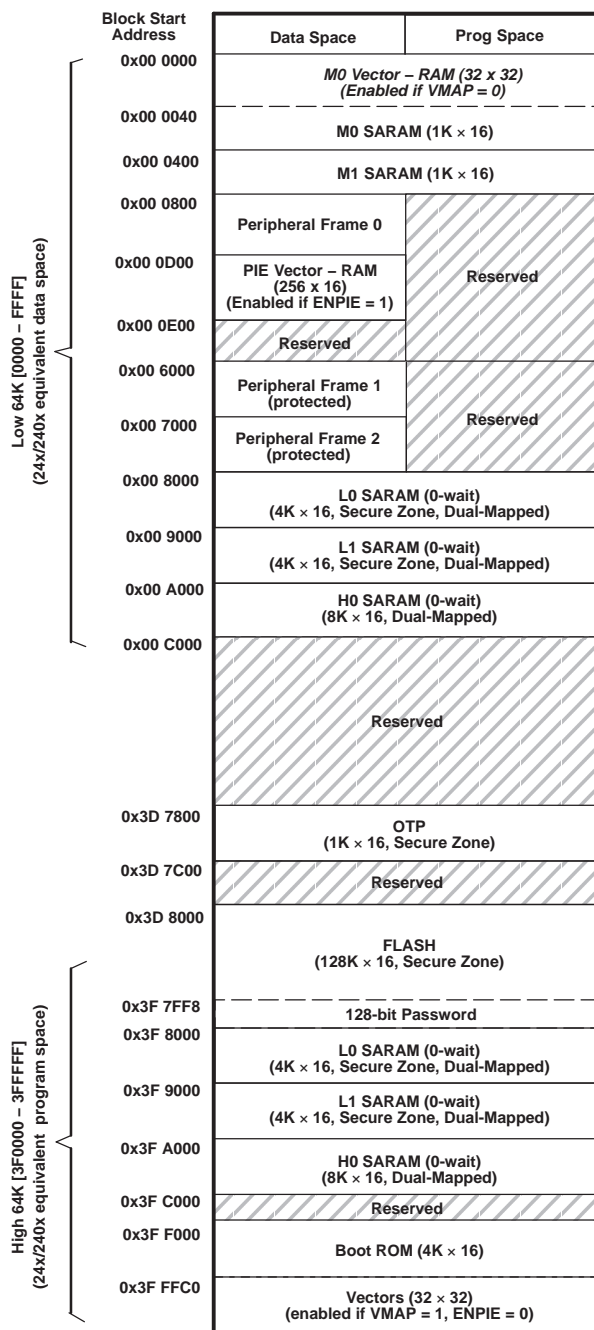 Block Start
Address
Data Space
Prog Space
0x00 0000
M0 Vector – RAM (32 x 32)
(Enabled if VMAP = 0)
0x00 0040
M0 SARAM (1K × 16)
0x00 0400
M1 SARAM (1K × 16)
0x00 0800
Peripheral Frame 0
Reserved
0x00 0D00
PIE Vector – RAM
(256 x 16)
(Enabled if ENPIE = 1)
0x00 0E00
Reserved
0x00 6000
Peripheral Frame 1
(protected)
Reserved
0x00 7000
Peripheral Frame 2
(protected)
0x00 8000
L0 SARAM (0-wait)
(4K × 16, Secure Zone, Dual-Mapped)
0x00 9000
L1 SARAM (0-wait)
(4K × 16, Secure Zone, Dual-Mapped)
0x00 A000
H0 SARAM (0-wait)
(8K × 16, Dual-Mapped)
0x00 C000
Low 64K [0000 – FFFF]
(24x/240x equivalent data space)
Reserved
0x3D 7800
OTP
(1K × 16, Secure Zone)
0x3D 7C00
Reserved
0x3D 8000
FLASH
(128K × 16, Secure Zone)
0x3F 7FF8
128-bit Password
0x3F 8000
L0 SARAM (0-wait)
(4K × 16, Secure Zone, Dual-Mapped)
0x3F 9000
L1 SARAM (0-wait)
(4K × 16, Secure Zone, Dual-Mapped)
0x3F A000
H0 SARAM (0-wait)
(8K × 16, Dual-Mapped)
0x3F C000
Reserved
0x3F F000
Boot ROM (4K × 16)
0x3F FFC0
Vectors (32 × 32)
(enabled if VMAP = 1, ENPIE = 0)
High 64K [3F0000 – 3FFFFF]
(24x/240x equivalent program space)